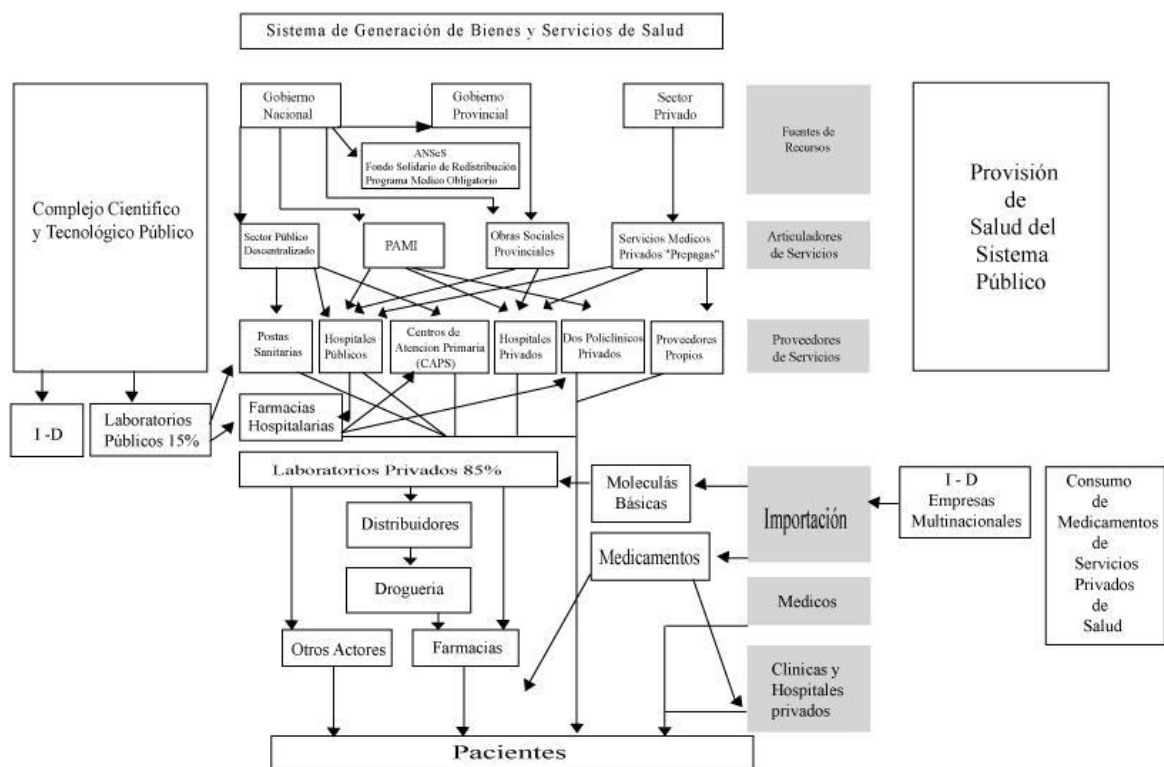 Sistema de Generación de Bienes y Servicios de Salud
Complejo Cientifico
y Tecnológico Público
Gobierno
Nacional
Gobierno
Provincial
Sector
Privado
Fuentes de
Recursos
ANSeS
Fondo Solidario de Redistribución
Programa Medico Obligatorio
Provisión
de
Salud del
Sistema
Público
Sector Público
Descentralizado
PAMI
Obras Sociales
Provinciales
Servicios Medicos
Privados "Prepagas"
Articuladores
de Servicios
Postas
Sanitarias
Hospitales
Públicos
Centros de
Atencion Primaria
(CAPS)
Hospitales
Privados
Dos Policlínicos
Privados
Proveedores
Propios
Proveedores
de Servicios
I -D
Laboratorios
Públicos 15%
Farmacias
Hospitalarias
Laboratorios Privados 85%
Moleculás
Básicas
Importación
I - D
Empresas
Multinacionales
Consumo
de
Medicamentos
de
Servicios
Privados
de
Salud
Distribuidores
Medicamentos
Drogueria
Medicos
Otros Actores
Farmacias
Clinicas y
Hospitales
privados
Pacientes